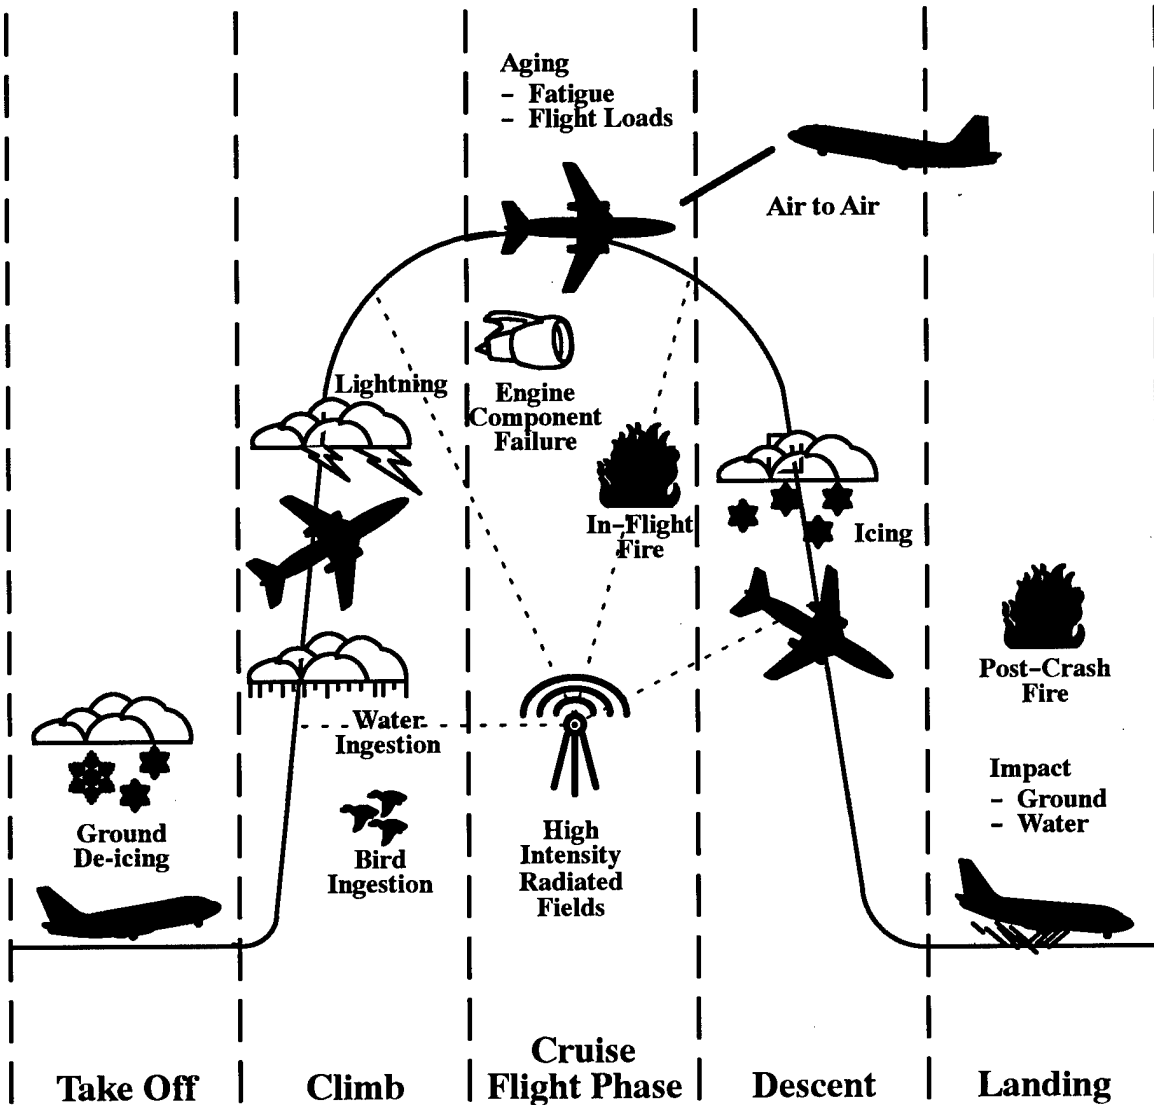 Aging
– Fatigue
– Flight Loads
Air to Air
Lightning
Engine
Component
Failure
In–Flight
Fire
Icing
Post–Crash
Fire
Water
Ingestion
Impact
– Ground
– Water
Ground
De-icing
Bird
Ingestion
High
Intensity
Radiated
Fields
Take Off
Climb
Cruise
Flight Phase
Descent
Landing